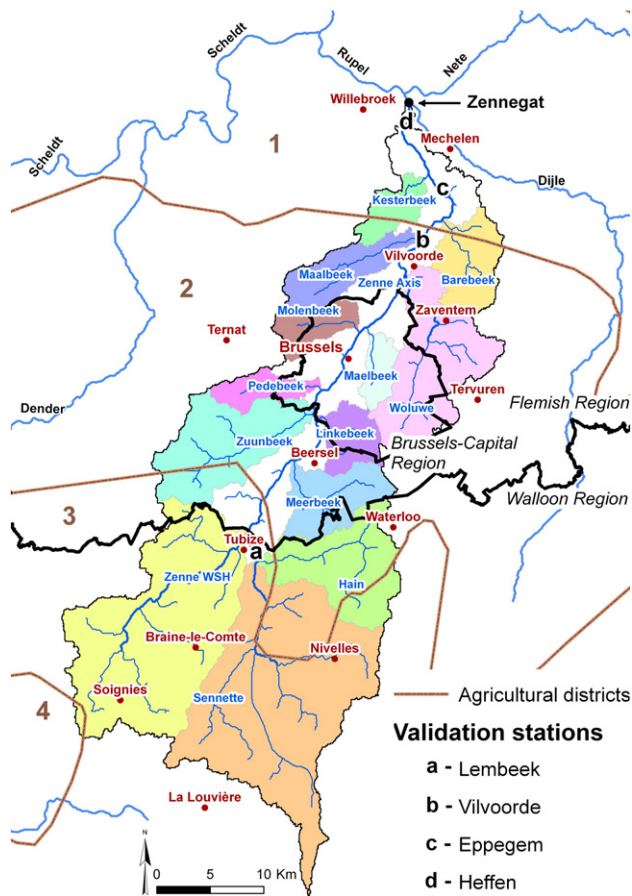 Scheldt
Rupel
Nete
Willebroek
Zennegat
d
Mechelen
1
Scheldt
Dijle
c
Kesterbeek
b
Vilvoorde
Maalbeek
Barebeek
Zenne Axis
2
Molenbeek
Zaventem
Ternat
Brussels
Maelbeek
Pedebeek
Tervuren
Dender
Woluwe
Flemish Region
Linkebeek
Zuunbeek
Brussels-Capital
Region
Beersel
Walloon Region
Meerbeek
3
Waterloo
Tubize
a
Zenne WSH
Hain
Braine-le-Comte
Nivelles
4
Soignies
Sennette
Agricultural districts
Validation stations
a - Lembeek
La Louvière
b - Vilvoorde
c - Eppegem
N
0 5 10 Km
d - Heffen